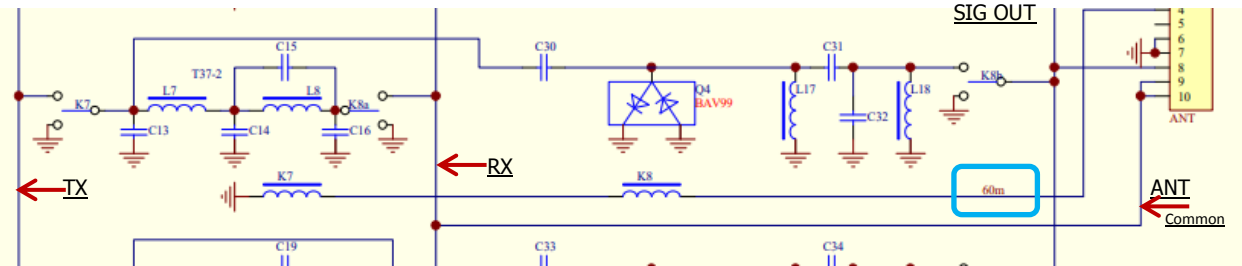 SIG OUT
4
5
6
7
8
9
10
ANT
C15
T37-2
L7
L8
K7
K8a
C13
C14
C16
C30
Q4
BAV99
C31
L17
C32
L18
K8b
TX
RX
K7
K8
60m
ANT
Common
C19
C33
C34